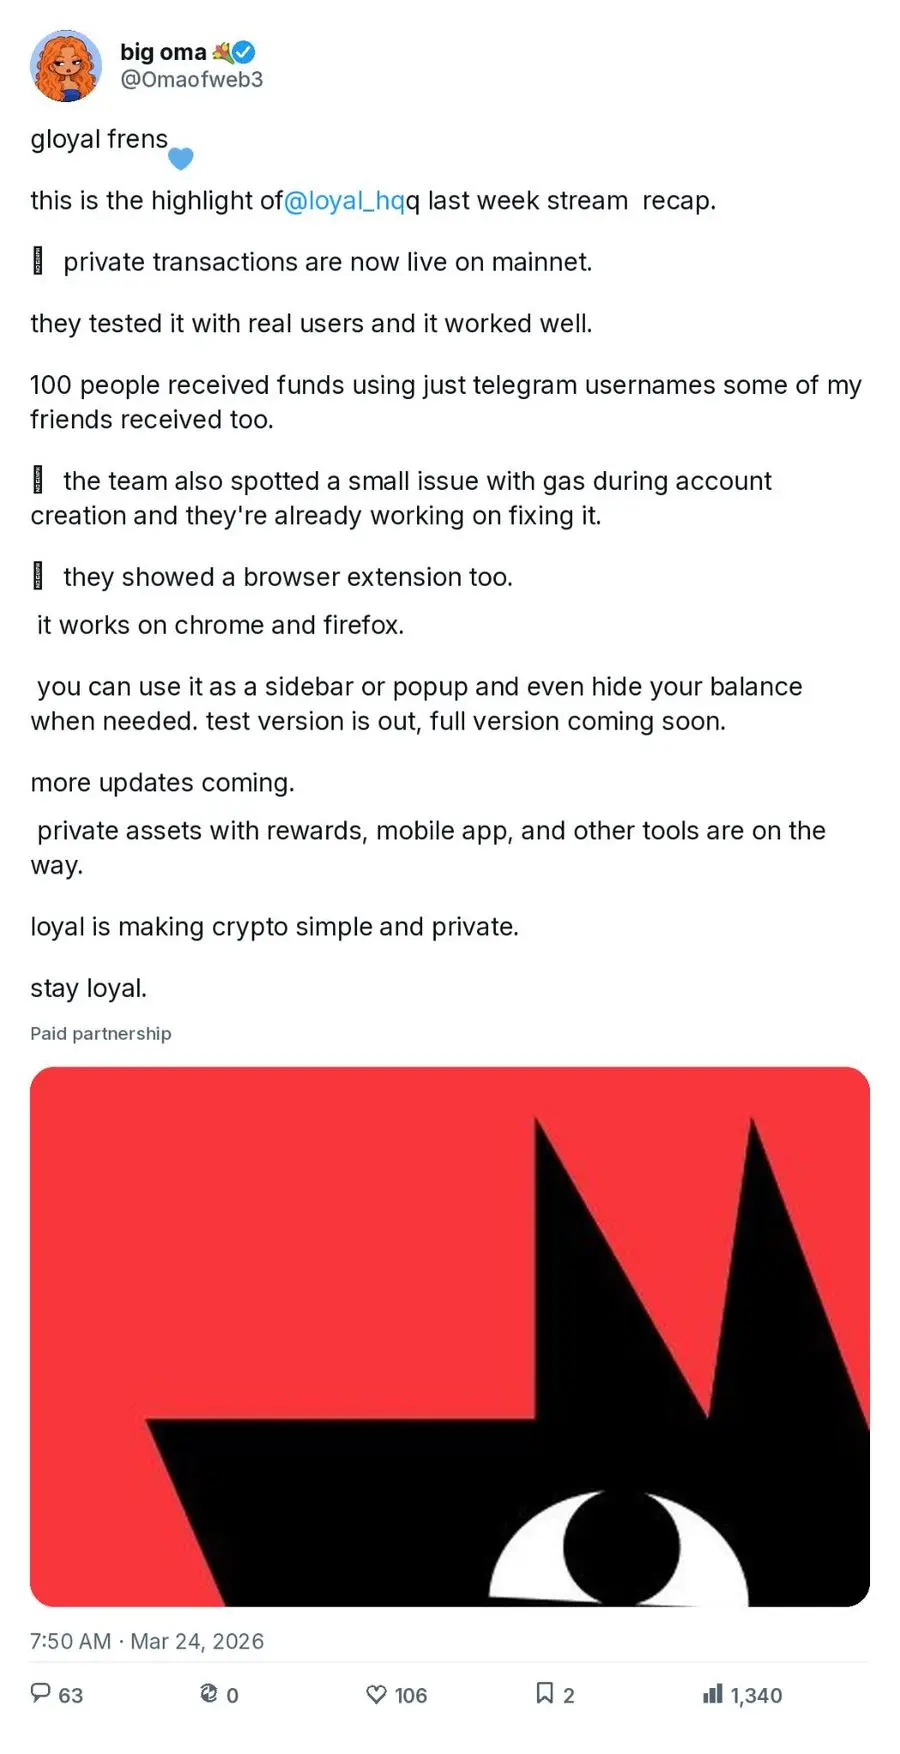 big oma
@Omaofweb3
gloyal frens
this is the highlight of@loyal_hqq last week stream  recap.
private transactions are now live on mainnet.
they tested it with real users and it worked well.
100 people received funds using just telegram usernames some of my
friends received too.
the team also spotted a small issue with gas during account
creation and they're already working on fixing it.
they showed a browser extension too.
it works on chrome and firefox.
you can use it as a sidebar or popup and even hide your balance
when needed. test version is out, full version coming soon.
more updates coming.
private assets with rewards, mobile app, and other tools are on the
way.
loyal is making crypto simple and private.
stay loyal.
Paid partnership
7:50 AM · Mar 24, 2026
63 0 106 2 1,340